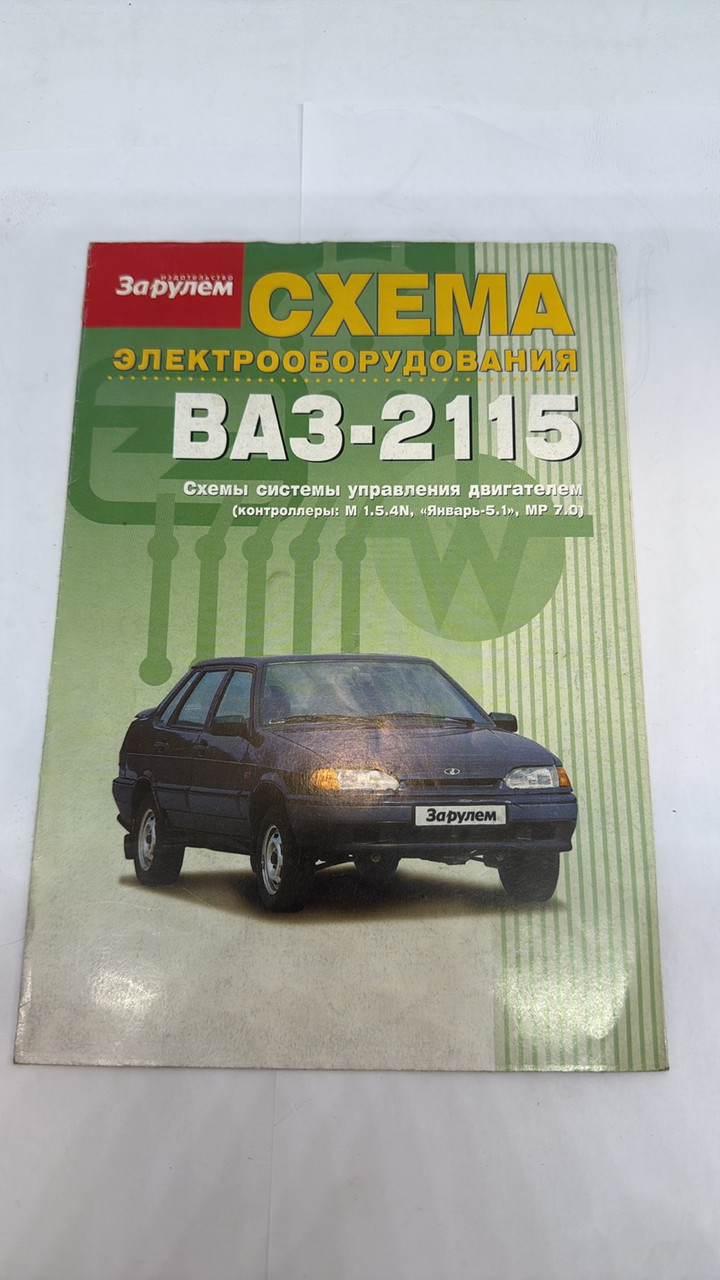 ИЗДАТЕЛЬСТВО
За рулем
СХЕМА
ЭЛЕКТРООБОРУДОВАНИЯ
ВАЗ-2115
Схемы системы управления двигателем
(контроллеры: М 1.5.4N, «Январь-5.1», МР 7.0)
За рулем